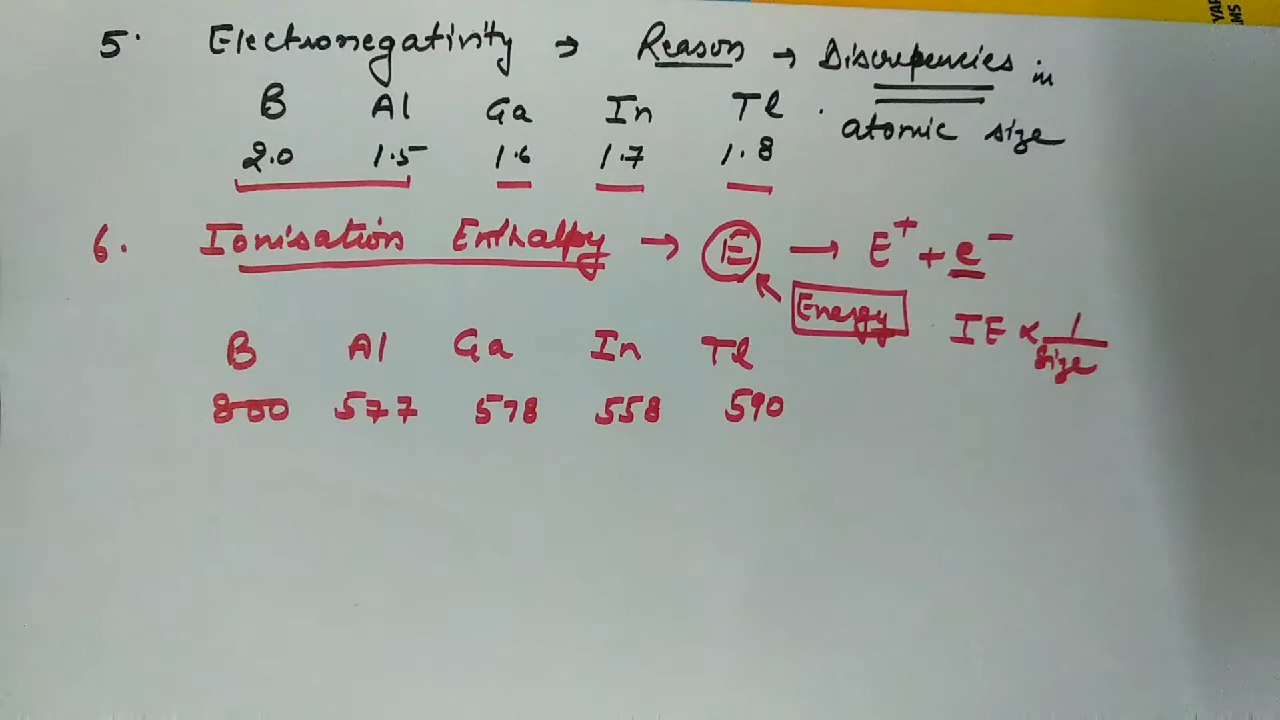 5. Electronegativity → Reason → Discrepencies in
atomic size
B Al Ga In Tl
2.0 1.5 1.6 1.7 1.8
6. Ionisation Enthalpy → E → E⁺ + e⁻
Energy IE ∝ 1/Size
B Al Ga In Tl
800 577 578 558 590